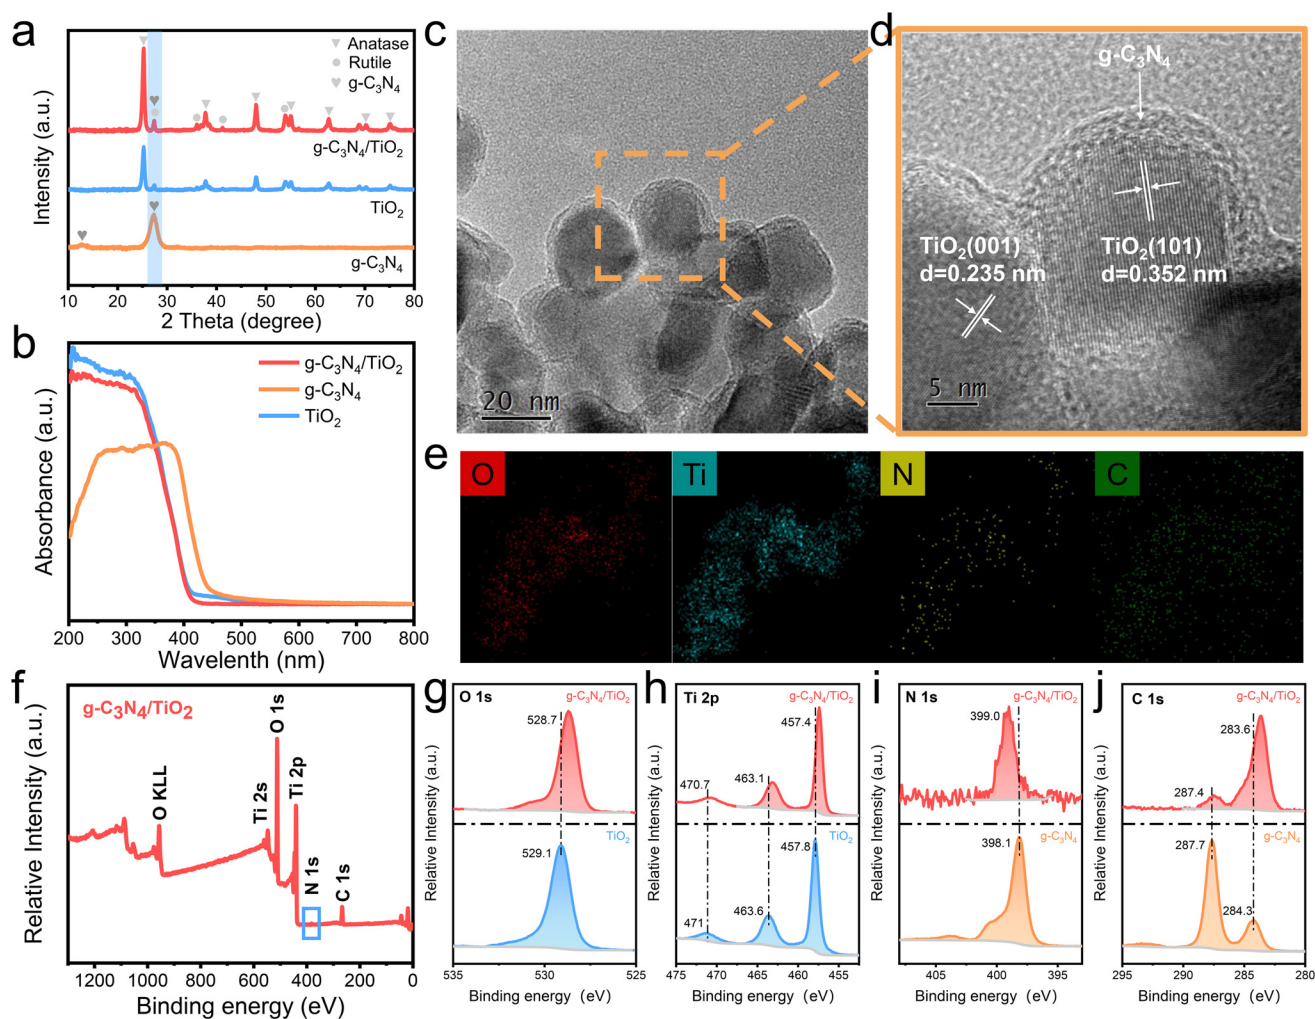 a
Intensity (a.u.)
Anatase
Rutile
g-C₃N₄
g-C₃N₄/TiO₂
TiO₂
g-C₃N₄
10 20 30 40 50 60 70 80
2 Theta (degree)
b
Absorbance (a.u.)
g-C₃N₄/TiO₂
g-C₃N₄
TiO₂
200 300 400 500 600 700 800
Wavelenth (nm)
c
20 nm
d
g-C₃N₄
TiO₂(001)
d=0.235 nm
TiO₂(101)
d=0.352 nm
5 nm
e
O
Ti
N
C
f
Relative Intensity (a.u.)
g-C₃N₄/TiO₂
O KLL
Ti 2s
O 1s
Ti 2p
N 1s
C 1s
1200 1000 800 600 400 200 0
Binding energy (eV)
g
Relative Intensity (a.u.)
O 1s
g-C₃N₄/TiO₂
528.7
TiO₂
529.1
535 530 525
Binding energy (eV)
h
Relative Intensity (a.u.)
Ti 2p
g-C₃N₄/TiO₂
457.4
463.1
470.7
TiO₂
457.8
463.6
471
475 470 465 460 455
Binding energy (eV)
i
Relative Intensity (a.u.)
N 1s
g-C₃N₄/TiO₂
399.0
g-C₃N₄
398.1
405 400 395
Binding energy (eV)
j
Relative Intensity (a.u.)
C 1s
g-C₃N₄/TiO₂
283.6
287.4
g-C₃N₄
287.7
284.3
295 290 285 280
Binding energy (eV)